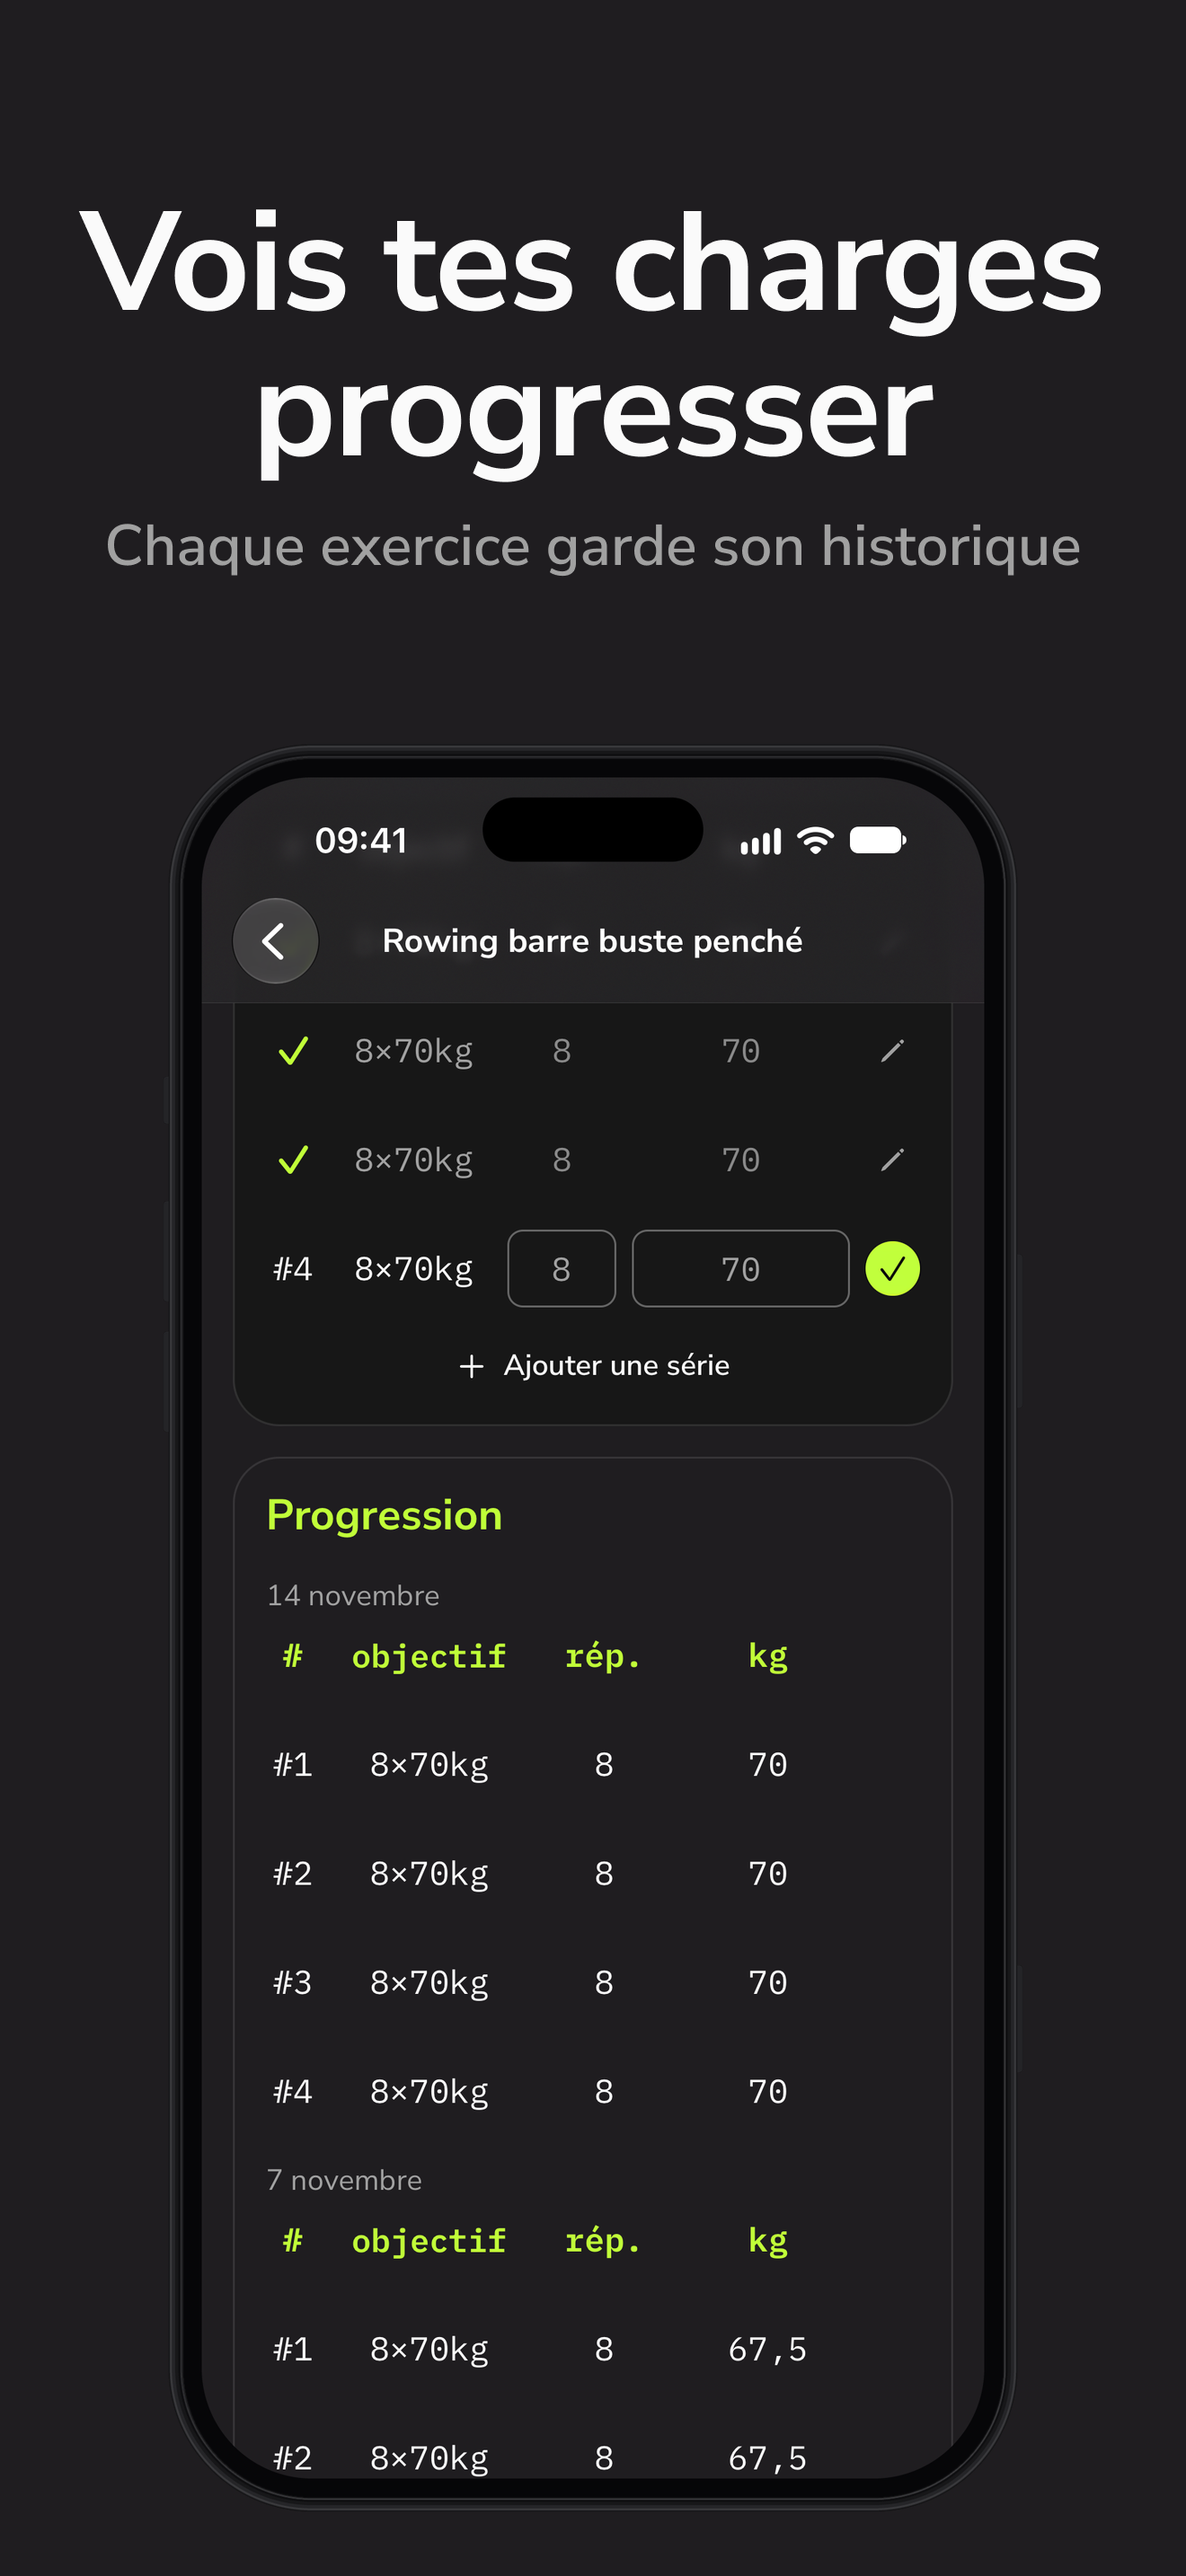 Vois tes charges
progresser
Chaque exercice garde son historique
09:41
Rowing barre buste penché
8×70kg 8 70
8×70kg 8 70
#4 8×70kg 8 70
+ Ajouter une série
Progression
14 novembre
# objectif rép. kg
#1 8×70kg 8 70
#2 8×70kg 8 70
#3 8×70kg 8 70
#4 8×70kg 8 70
7 novembre
# objectif rép. kg
#1 8×70kg 8 67,5
#2 8×70kg 8 67,5